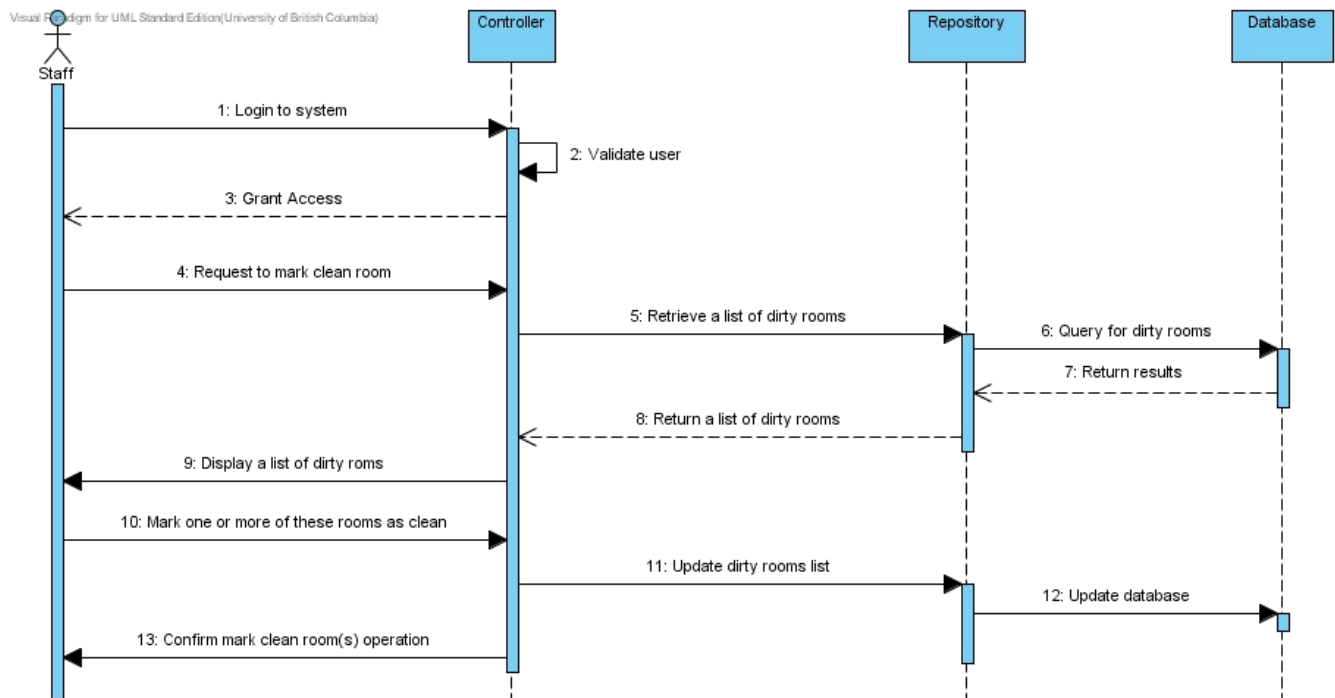 Visual Paradigm for UML Standard Edition(University of British Columbia)
Controller
Repository
Database
Staff
1: Login to system
2: Validate user
3: Grant Access
4: Request to mark clean room
5: Retrieve a list of dirty rooms
6: Query for dirty rooms
7: Return results
8: Return a list of dirty rooms
9: Display a list of dirty roms
10: Mark one or more of these rooms as clean
11: Update dirty rooms list
12: Update database
13: Confirm mark clean room(s) operation